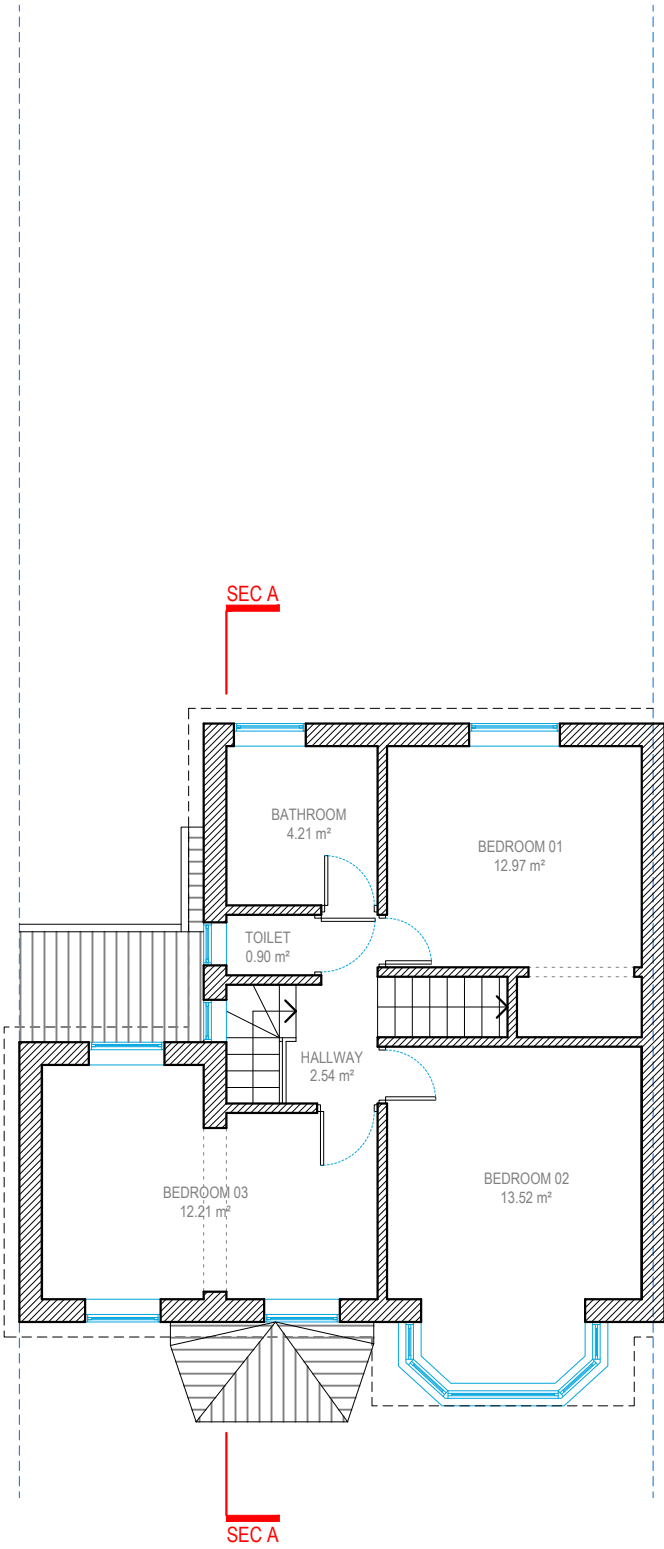 SEC A
BATHROOM
4.21 m²
BEDROOM 01
12.97 m²
TOILET
0.90 m²
HALLWAY
2.54 m²
BEDROOM 03
12.21 m²
BEDROOM 02
13.52 m²
SEC A